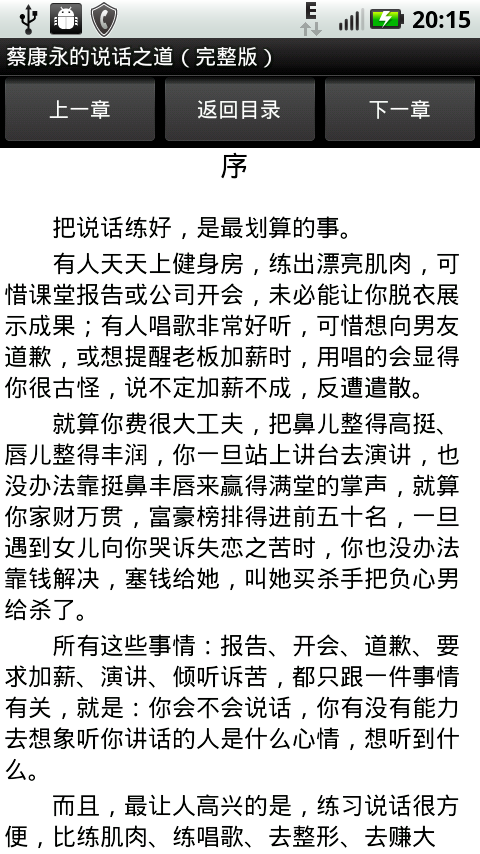 E
20:15
蔡康永的说话之道（完整版）
上一章
返回目录
下一章
序
把说话练好，是最划算的事。
有人天天上健身房，练出漂亮肌肉，可
惜课堂报告或公司开会，未必能让你脱衣展
示成果；有人唱歌非常好听，可惜想向男友
道歉，或想提醒老板加薪时，用唱的会显得
你很古怪，说不定加薪不成，反遭遣散。
就算你费很大工夫，把鼻儿整得高挺、
唇儿整得丰润，你一旦站上讲台去演讲，也
没办法靠挺鼻丰唇来赢得满堂的掌声，就算
你家财万贯，富豪榜排得进前五十名，一旦
遇到女儿向你哭诉失恋之苦时，你也没办法
靠钱解决，塞钱给她，叫她买杀手把负心男
给杀了。
所有这些事情：报告、开会、道歉、要
求加薪、演讲、倾听诉苦，都只跟一件事情
有关，就是：你会不会说话，你有没有能力
去想象听你讲话的人是什么心情，想听到什
么。
而且，最让人高兴的是，练习说话很方
便，比练肌肉、练唱歌、去整形、去赚大